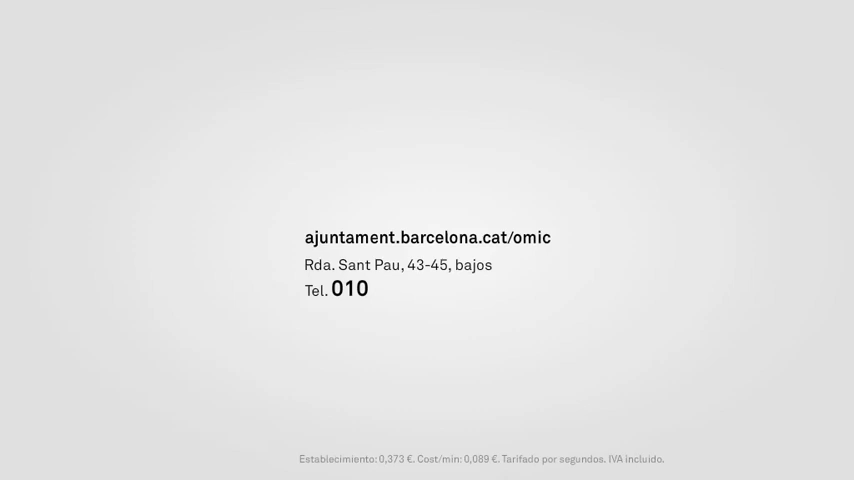 ajuntament.barcelona.cat/omic
Rda. Sant Pau, 43-45, bajos
Tel. 010
Establecimiento: 0,373 €. Cost/min: 0,089 €. Tarifado por segundos. IVA incluido.